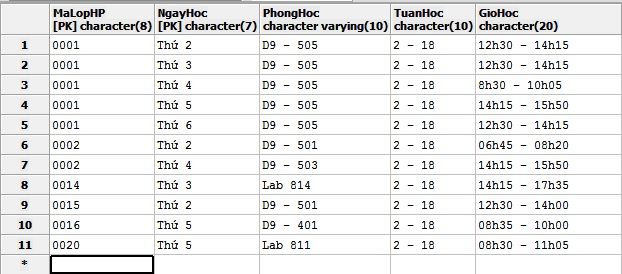 MaLopHP NgayHoc PhongHoc TuanHoc GioHoc
[PK] character(8) [PK] character(7) character varying(10) character(10) character(20)
1 0001 Thứ 2 D9 - 505 2 - 18 12h30 - 14h15
2 0001 Thứ 3 D9 - 505 2 - 18 12h30 - 14h15
3 0001 Thứ 4 D9 - 505 2 - 18 8h30 - 10h05
4 0001 Thứ 5 D9 - 505 2 - 18 14h15 - 15h50
5 0001 Thứ 6 D9 - 505 2 - 18 12h30 - 14h15
6 0002 Thứ 2 D9 - 501 2 - 18 06h45 - 08h20
7 0002 Thứ 4 D9 - 503 2 - 18 14h15 - 15h50
8 0014 Thứ 3 Lab 814 2 - 18 14h15 - 17h35
9 0015 Thứ 2 D9 - 501 2 - 18 12h30 - 14h00
10 0016 Thứ 5 D9 - 401 2 - 18 08h35 - 10h00
11 0020 Thứ 5 Lab 811 2 - 18 08h30 - 11h05
*